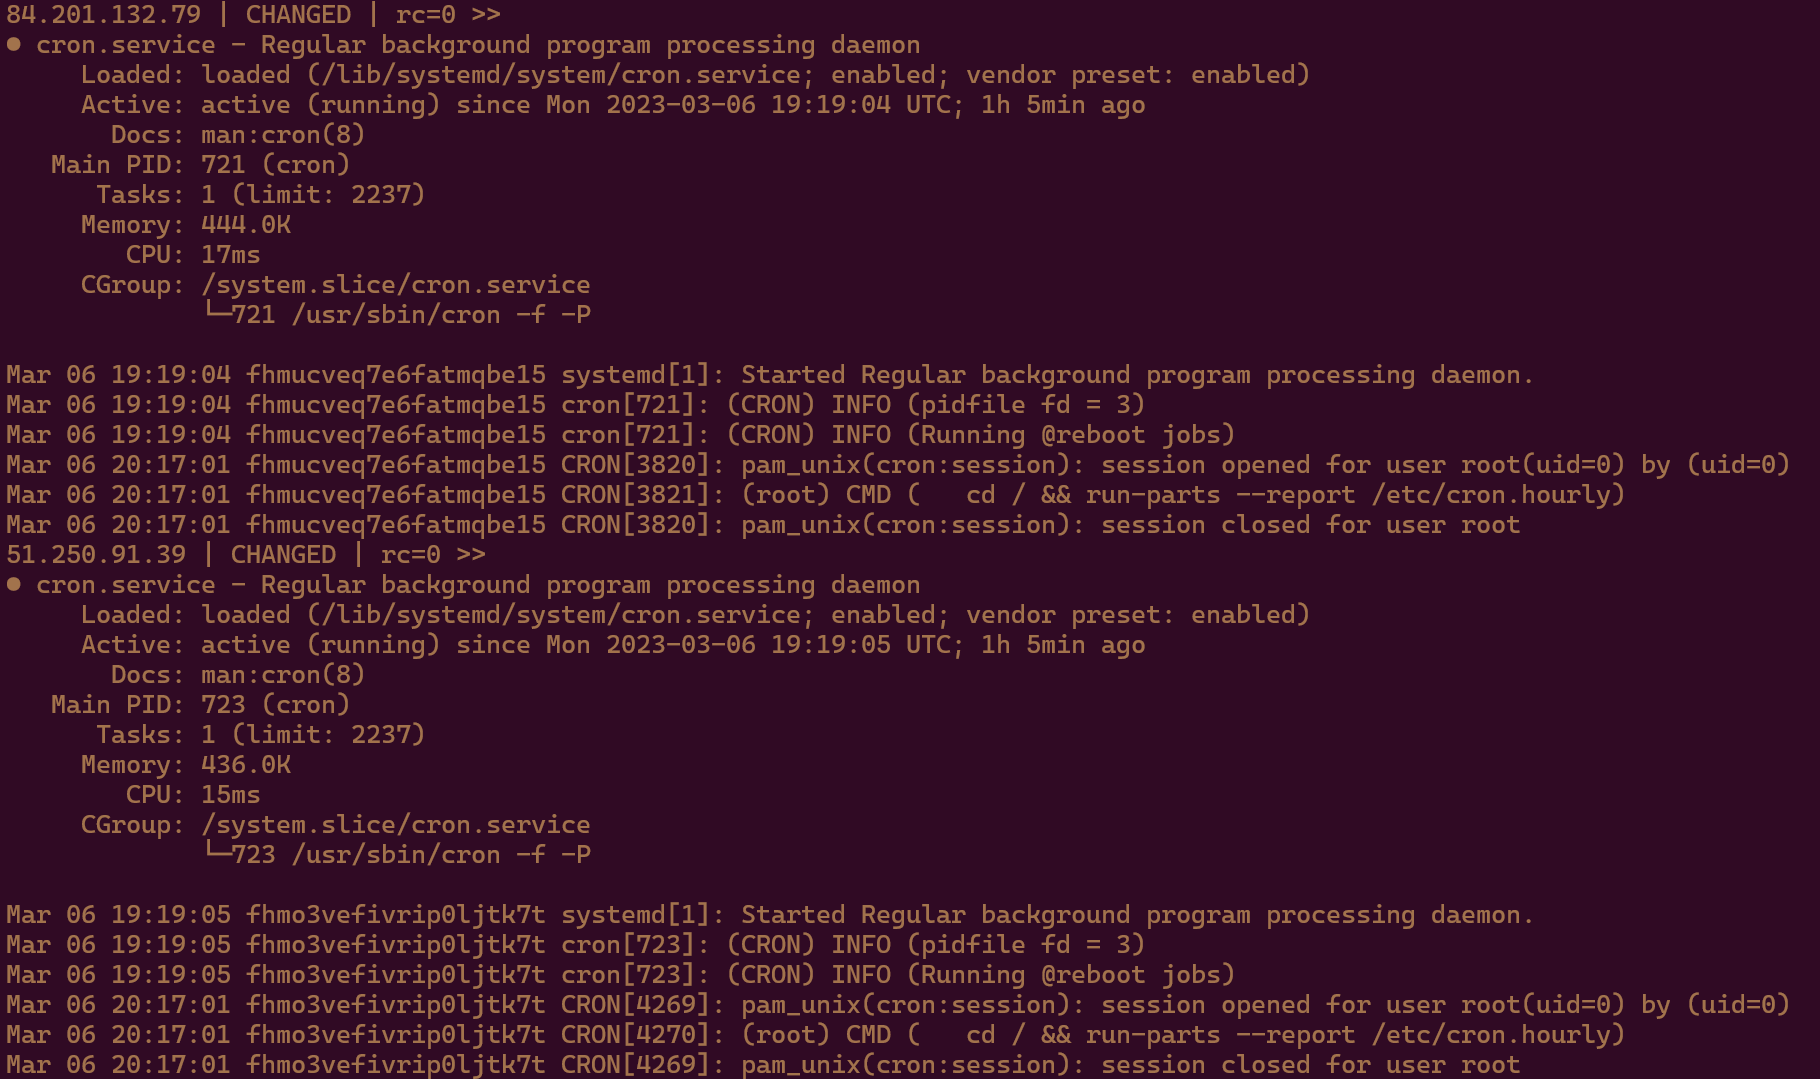 84.201.132.79 | CHANGED | rc=0 >>
● cron.service - Regular background program processing daemon
     Loaded: loaded (/lib/systemd/system/cron.service; enabled; vendor preset: enabled)
     Active: active (running) since Mon 2023-03-06 19:19:04 UTC; 1h 5min ago
       Docs: man:cron(8)
   Main PID: 721 (cron)
      Tasks: 1 (limit: 2237)
     Memory: 444.0K
        CPU: 17ms
     CGroup: /system.slice/cron.service
             └─721 /usr/sbin/cron -f -P

Mar 06 19:19:04 fhmucveq7e6fatmqbe15 systemd[1]: Started Regular background program processing daemon.
Mar 06 19:19:04 fhmucveq7e6fatmqbe15 cron[721]: (CRON) INFO (pidfile fd = 3)
Mar 06 19:19:04 fhmucveq7e6fatmqbe15 cron[721]: (CRON) INFO (Running @reboot jobs)
Mar 06 20:17:01 fhmucveq7e6fatmqbe15 CRON[3820]: pam_unix(cron:session): session opened for user root(uid=0) by (uid=0)
Mar 06 20:17:01 fhmucveq7e6fatmqbe15 CRON[3821]: (root) CMD (   cd / && run-parts --report /etc/cron.hourly)
Mar 06 20:17:01 fhmucveq7e6fatmqbe15 CRON[3820]: pam_unix(cron:session): session closed for user root
51.250.91.39 | CHANGED | rc=0 >>
● cron.service - Regular background program processing daemon
     Loaded: loaded (/lib/systemd/system/cron.service; enabled; vendor preset: enabled)
     Active: active (running) since Mon 2023-03-06 19:19:05 UTC; 1h 5min ago
       Docs: man:cron(8)
   Main PID: 723 (cron)
      Tasks: 1 (limit: 2237)
     Memory: 436.0K
        CPU: 15ms
     CGroup: /system.slice/cron.service
             └─723 /usr/sbin/cron -f -P

Mar 06 19:19:05 fhmo3vefivrip0ljtk7t systemd[1]: Started Regular background program processing daemon.
Mar 06 19:19:05 fhmo3vefivrip0ljtk7t cron[723]: (CRON) INFO (pidfile fd = 3)
Mar 06 19:19:05 fhmo3vefivrip0ljtk7t cron[723]: (CRON) INFO (Running @reboot jobs)
Mar 06 20:17:01 fhmo3vefivrip0ljtk7t CRON[4269]: pam_unix(cron:session): session opened for user root(uid=0) by (uid=0)
Mar 06 20:17:01 fhmo3vefivrip0ljtk7t CRON[4270]: (root) CMD (   cd / && run-parts --report /etc/cron.hourly)
Mar 06 20:17:01 fhmo3vefivrip0ljtk7t CRON[4269]: pam_unix(cron:session): session closed for user root